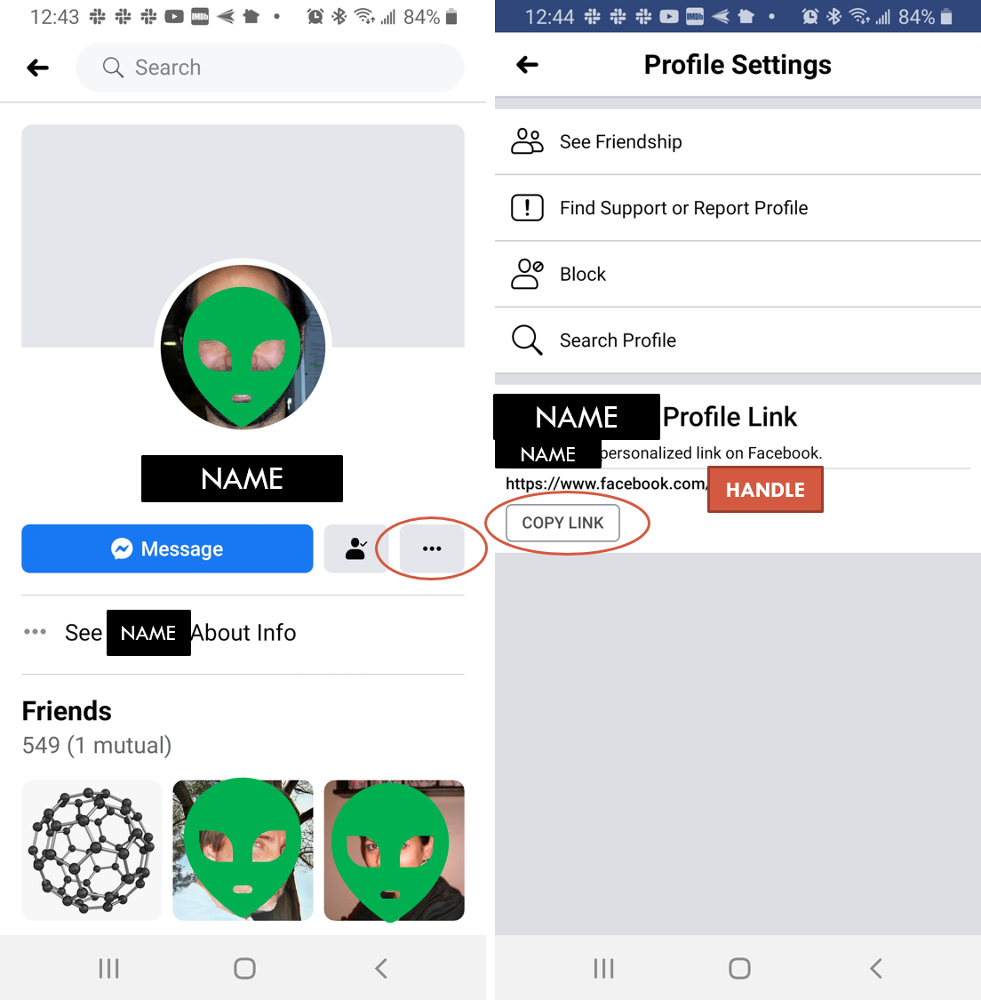 12:43
IMDb
84%
Search
NAME
Message
See NAME About Info
Friends
549 (1 mutual)
12:44
IMDb
84%
Profile Settings
See Friendship
Find Support or Report Profile
Block
Search Profile
NAME Profile Link
NAME personalized link on Facebook.
https://www.facebook.com/ HANDLE
COPY LINK